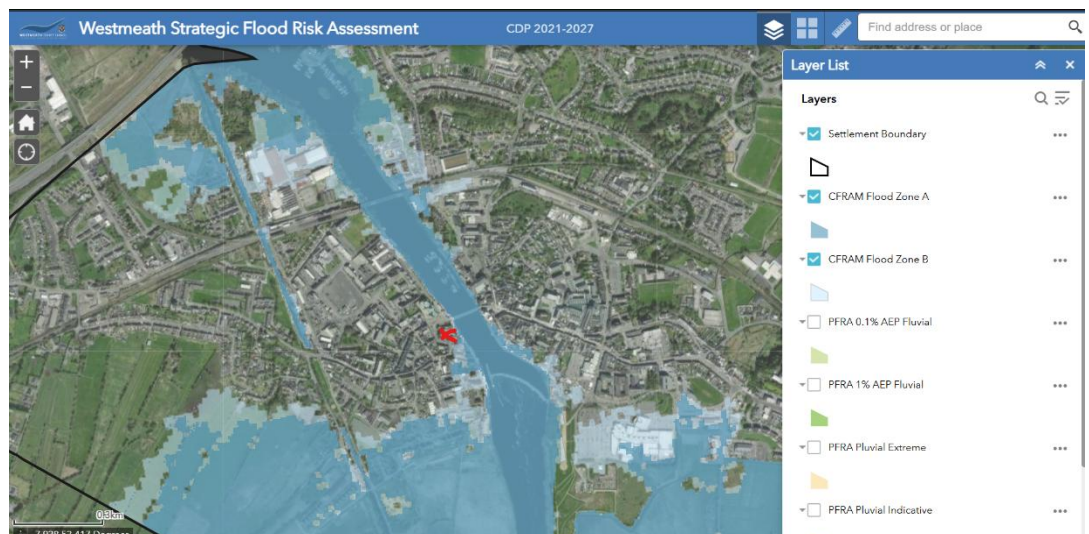 Westmeath Strategic Flood Risk Assessment
CDP 2021-2027
Find address or place
Layer List
Layers
Settlement Boundary
CFRAM Flood Zone A
CFRAM Flood Zone B
PFRA 0.1% AEP Fluvial
PFRA 1% AEP Fluvial
PFRA Pluvial Extreme
PFRA Pluvial Indicative
0.3km